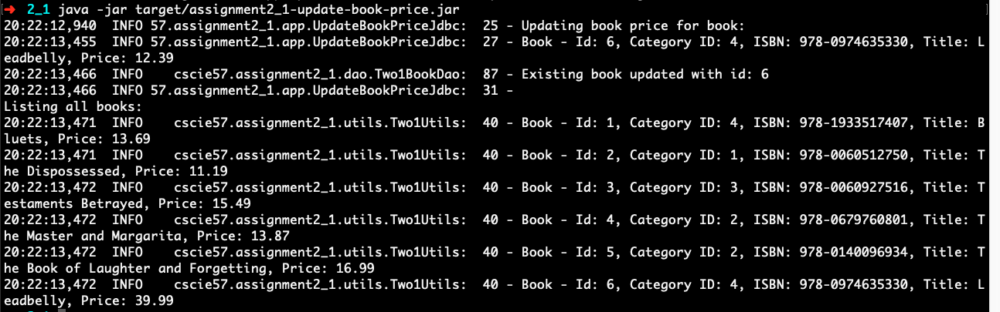 ➜  2_1 java -jar target/assignment2_1-update-book-price.jar
20:22:12,940  INFO 57.assignment2_1.app.UpdateBookPriceJdbc:  25 - Updating book price for book:
20:22:13,455  INFO 57.assignment2_1.app.UpdateBookPriceJdbc:  27 - Book - Id: 6, Category ID: 4, ISBN: 978-0974635330, Title: L
eadbelly, Price: 12.39
20:22:13,466  INFO    cscie57.assignment2_1.dao.Two1BookDao:  87 - Existing book updated with id: 6
20:22:13,466  INFO 57.assignment2_1.app.UpdateBookPriceJdbc:  31 -
Listing all books:
20:22:13,471  INFO    cscie57.assignment2_1.utils.Two1Utils:  40 - Book - Id: 1, Category ID: 4, ISBN: 978-1933517407, Title: B
luets, Price: 13.69
20:22:13,471  INFO    cscie57.assignment2_1.utils.Two1Utils:  40 - Book - Id: 2, Category ID: 1, ISBN: 978-0060512750, Title: T
he Dispossessed, Price: 11.19
20:22:13,472  INFO    cscie57.assignment2_1.utils.Two1Utils:  40 - Book - Id: 3, Category ID: 3, ISBN: 978-0060927516, Title: T
estaments Betrayed, Price: 15.49
20:22:13,472  INFO    cscie57.assignment2_1.utils.Two1Utils:  40 - Book - Id: 4, Category ID: 2, ISBN: 978-0679760801, Title: T
he Master and Margarita, Price: 13.87
20:22:13,472  INFO    cscie57.assignment2_1.utils.Two1Utils:  40 - Book - Id: 5, Category ID: 2, ISBN: 978-0140096934, Title: T
he Book of Laughter and Forgetting, Price: 16.99
20:22:13,472  INFO    cscie57.assignment2_1.utils.Two1Utils:  40 - Book - Id: 6, Category ID: 4, ISBN: 978-0974635330, Title: L
eadbelly, Price: 39.99